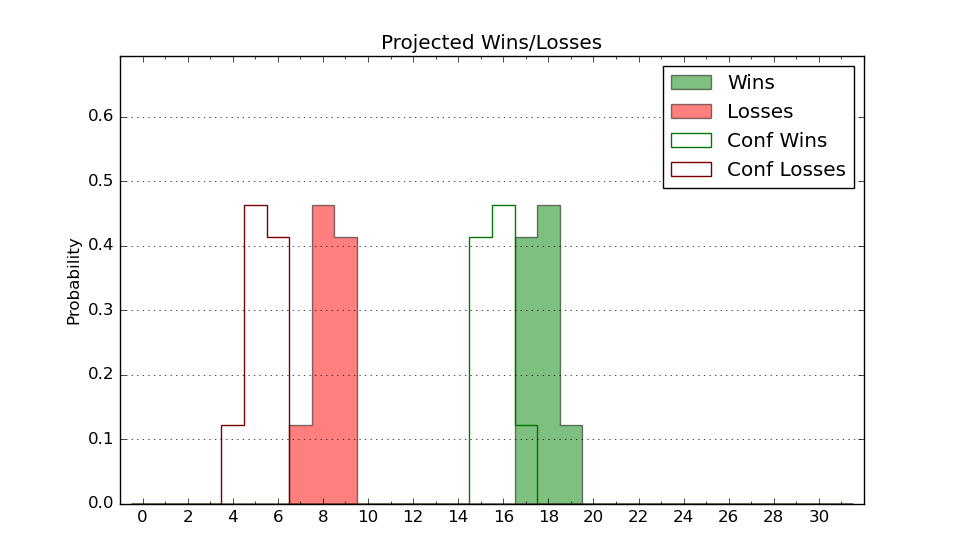 Projected Wins/Losses
Wins
Losses
Conf Wins
Conf Losses
Probability
0.6
0.5
0.4
0.3
0.2
0.1
0.0
0 2 4 6 8 10 12 14 16 18 20 22 24 26 28 30